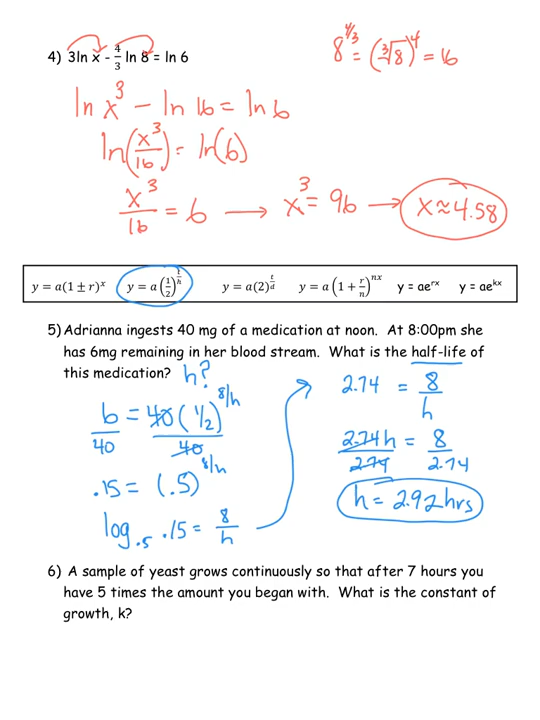 4) 3ln x - 4/3 ln 8 = ln 6
8^(4/3) = (∛8)^4 = 16
ln x^3 - ln 16 = ln 6
ln(x^3/16) = ln(6)
x^3/16 = 6 → x^3 = 96 → x ≈ 4.58
y = a(1 ± r)^x y = a(1/2)^(t/h) y = a(2)^(t/d) y = a(1 + r/n)^(nx) y = ae^(rx) y = ae^(kx)
5) Adrianna ingests 40 mg of a medication at noon. At 8:00pm she
has 6mg remaining in her blood stream. What is the half-life of
this medication? h?
6/40 = 40(1/2)^(8/h)/40
.15 = (.5)^(8/h)
log_.5 .15 = 8/h
2.74 = 8/h
2.74h/2.74 = 8/2.74
h = 2.92 hrs
6) A sample of yeast grows continuously so that after 7 hours you
have 5 times the amount you began with. What is the constant of
growth, k?